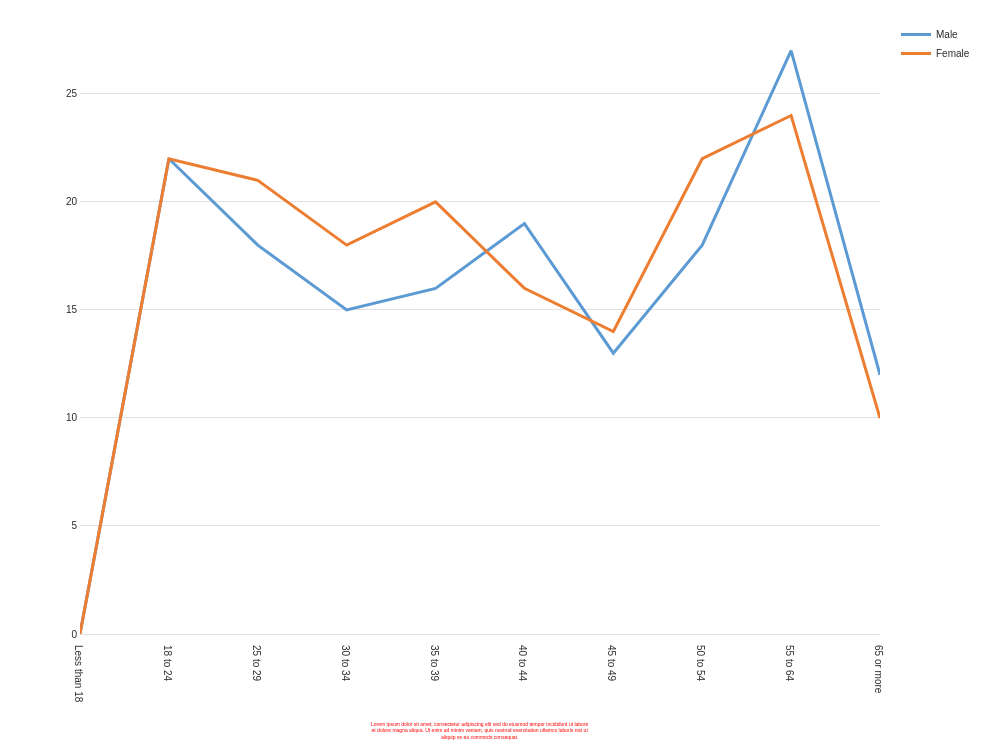 Male
Female
25
20
15
10
5
0
Less than 18
18 to 24
25 to 29
30 to 34
35 to 39
40 to 44
45 to 49
50 to 54
55 to 64
65 or more
Lorem ipsum dolor sit amet, consectetur adipiscing elit sed do eiusmod tempor incididunt ut labore
et dolore magna aliqua. Ut enim ad minim veniam, quis nostrud exercitation ullamco laboris nisi ut
aliquip ex ea commodo consequat.